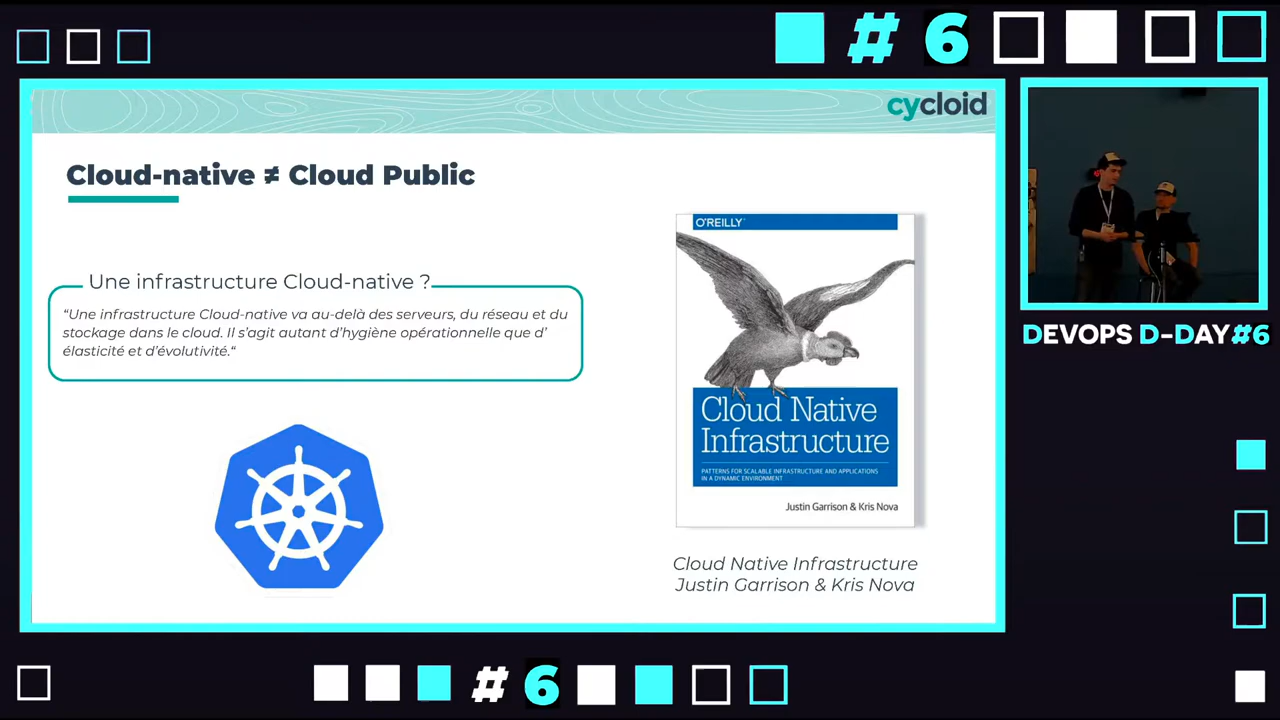 # 6
cycloid
Cloud-native ≠ Cloud Public
Une infrastructure Cloud-native ?
“Une infrastructure Cloud-native va au-delà des serveurs, du réseau et du
stockage dans le cloud. Il s’agit autant d’hygiène opérationnelle que d’
élasticité et d’évolutivité.“
O'REILLY
Cloud Native
Infrastructure
PATTERNS FOR SCALABLE INFRASTRUCTURE AND APPLICATIONS
IN A DYNAMIC ENVIRONMENT
Justin Garrison & Kris Nova
Cloud Native Infrastructure
Justin Garrison & Kris Nova
DEVOPS D-DAY#6
#6